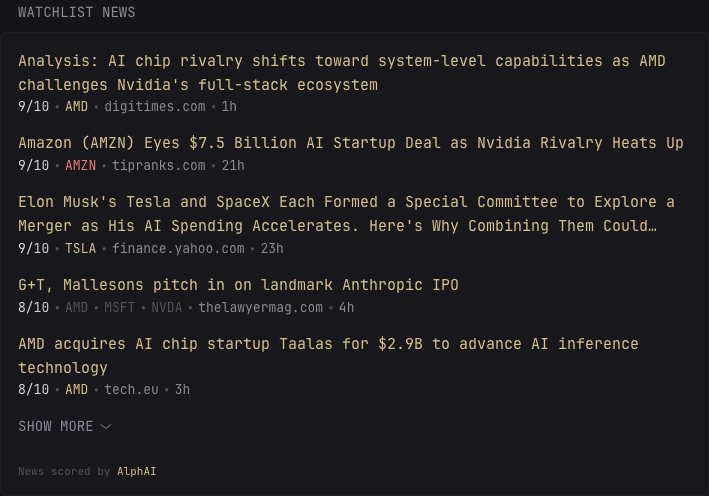 WATCHLIST NEWS
Analysis: AI chip rivalry shifts toward system-level capabilities as AMD
challenges Nvidia's full-stack ecosystem
9/10 • AMD • digitimes.com • 1h
Amazon (AMZN) Eyes $7.5 Billion AI Startup Deal as Nvidia Rivalry Heats Up
9/10 • AMZN • tipranks.com • 21h
Elon Musk's Tesla and SpaceX Each Formed a Special Committee to Explore a
Merger as His AI Spending Accelerates. Here's Why Combining Them Could…
9/10 • TSLA • finance.yahoo.com • 23h
G+T, Mallesons pitch in on landmark Anthropic IPO
8/10 • AMD • MSFT • NVDA • thelawyermag.com • 4h
AMD acquires AI chip startup Taalas for $2.9B to advance AI inference
technology
8/10 • AMD • tech.eu • 3h
SHOW MORE
News scored by AlphAI